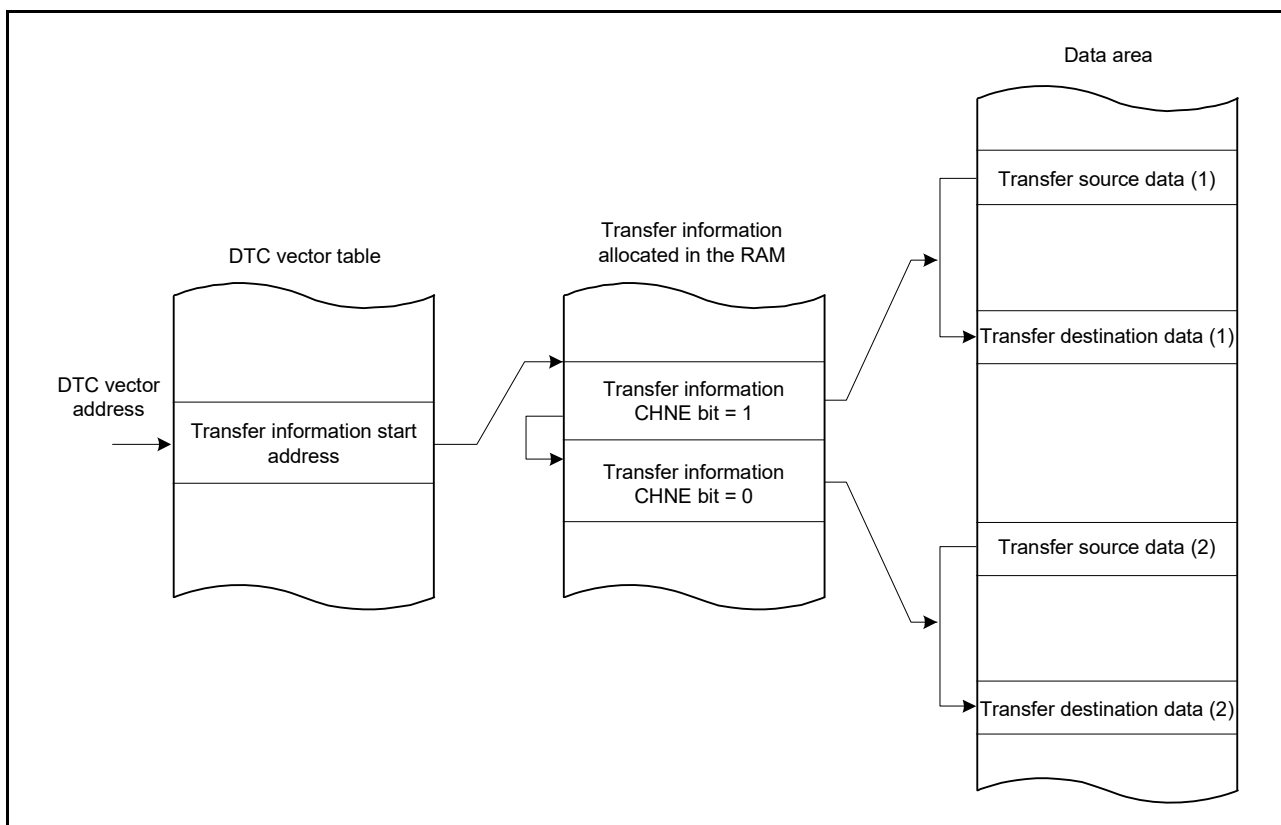 Data area
Transfer source data (1)
Transfer information
allocated in the RAM
DTC vector table
Transfer destination data (1)
DTC vector
address
Transfer information
CHNE bit = 1
Transfer information start
address
Transfer information
CHNE bit = 0
Transfer source data (2)
Transfer destination data (2)